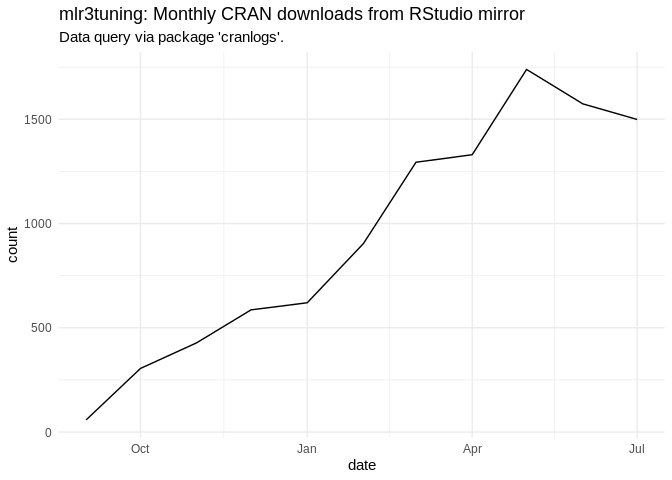 mlr3tuning: Monthly CRAN downloads from RStudio mirror
Data query via package 'cranlogs'.
count
1500
1000
500
0
Oct Jan Apr Jul
date